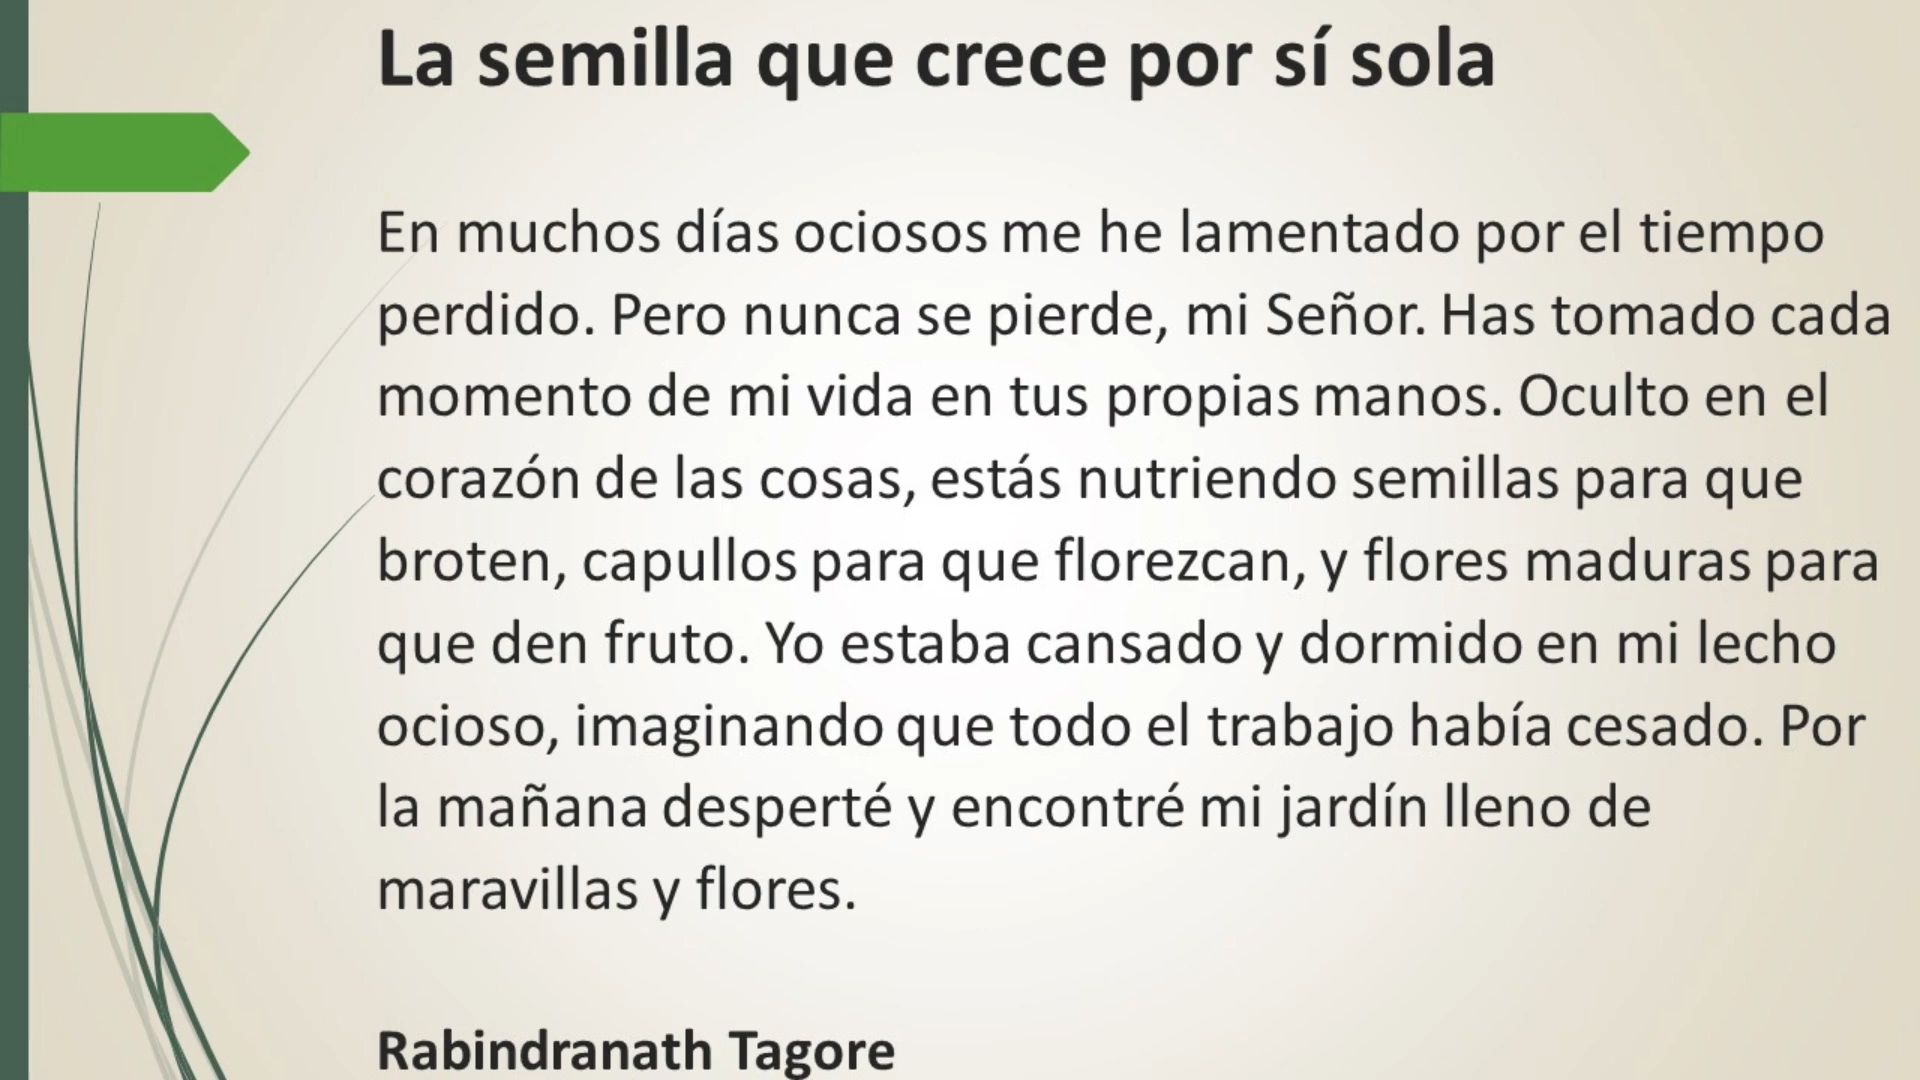 La semilla que crece por sí sola
En muchos días ociosos me he lamentado por el tiempo
perdido. Pero nunca se pierde, mi Señor. Has tomado cada
momento de mi vida en tus propias manos. Oculto en el
corazón de las cosas, estás nutriendo semillas para que
broten, capullos para que florezcan, y flores maduras para
que den fruto. Yo estaba cansado y dormido en mi lecho
ocioso, imaginando que todo el trabajo había cesado. Por
la mañana desperté y encontré mi jardín lleno de
maravillas y flores.
Rabindranath Tagore